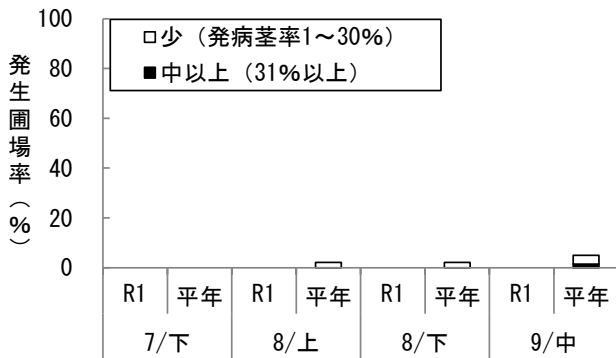 発生圃場率(%)
100
80
60
40
20
0
□少(発病茎率1~30%)
■中以上(31%以上)
R1 平年 R1 平年 R1 平年 R1 平年
7/下 8/上 8/下 9/中